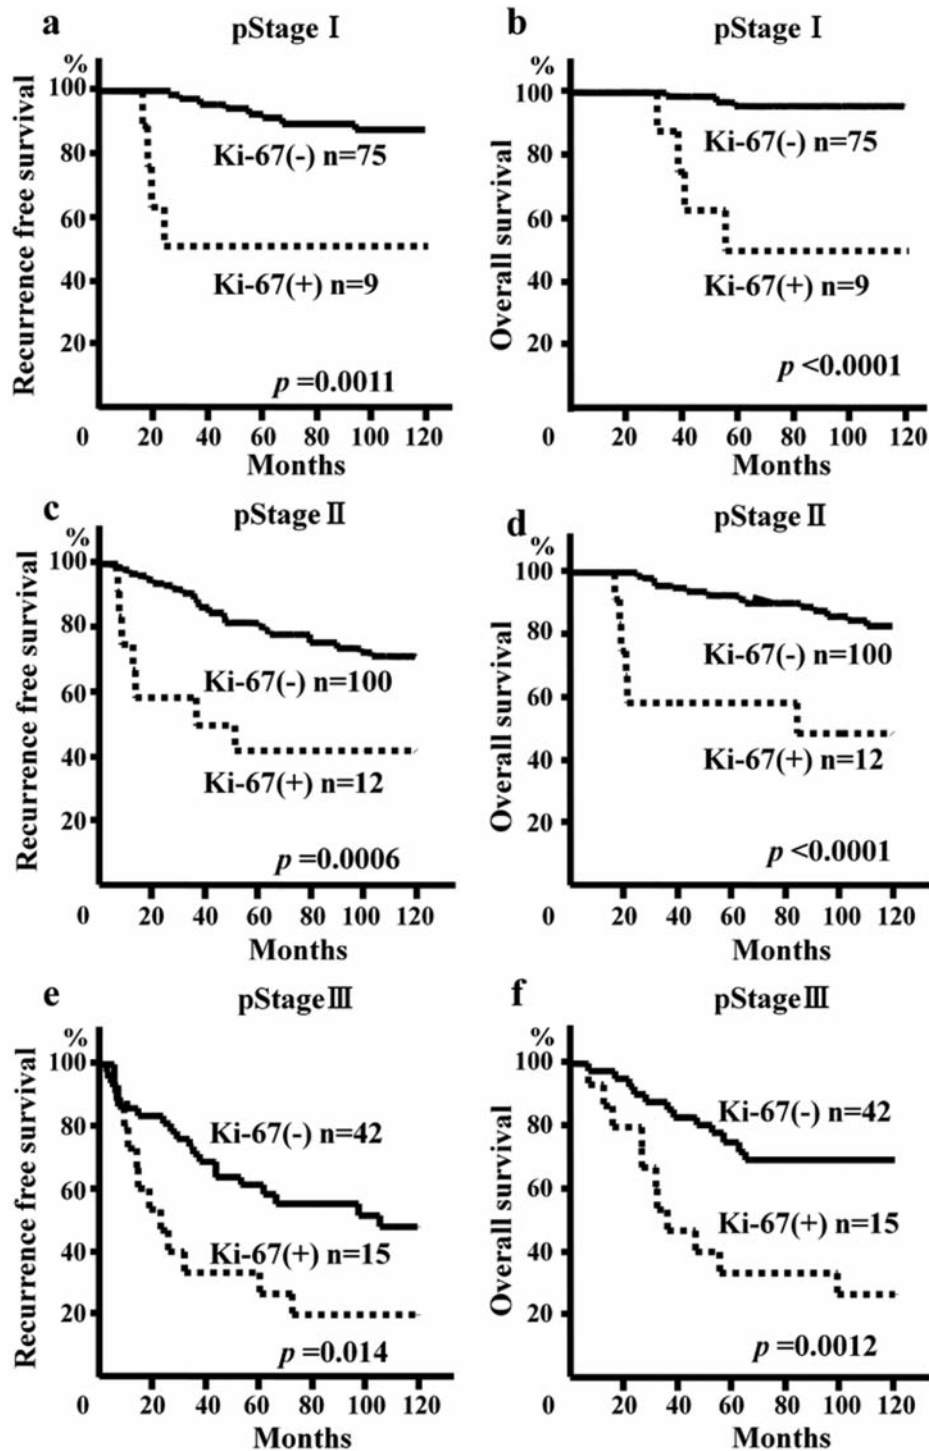 a
pStage Ⅰ
%
Recurrence free survival
100
80
60
40
20
0
Ki-67(-) n=75
Ki-67(+) n=9
p =0.0011
20 40 60 80 100 120
Months
b
pStage Ⅰ
%
Overall survival
100
80
60
40
20
0
Ki-67(-) n=75
Ki-67(+) n=9
p <0.0001
20 40 60 80 100 120
Months
c
pStage Ⅱ
%
Recurrence free survival
100
80
60
40
20
0
Ki-67(-) n=100
Ki-67(+) n=12
p =0.0006
20 40 60 80 100 120
Months
d
pStage Ⅱ
%
Overall survival
100
80
60
40
20
0
Ki-67(-) n=100
Ki-67(+) n=12
p <0.0001
20 40 60 80 100 120
Months
e
pStageⅢ
%
Recurrence free survival
100
80
60
40
20
0
Ki-67(-) n=42
Ki-67(+) n=15
p =0.014
20 40 60 80 100 120
Months
f
pStageⅢ
%
Overall survival
100
80
60
40
20
0
Ki-67(-) n=42
Ki-67(+) n=15
p =0.0012
20 40 60 80 100 120
Months